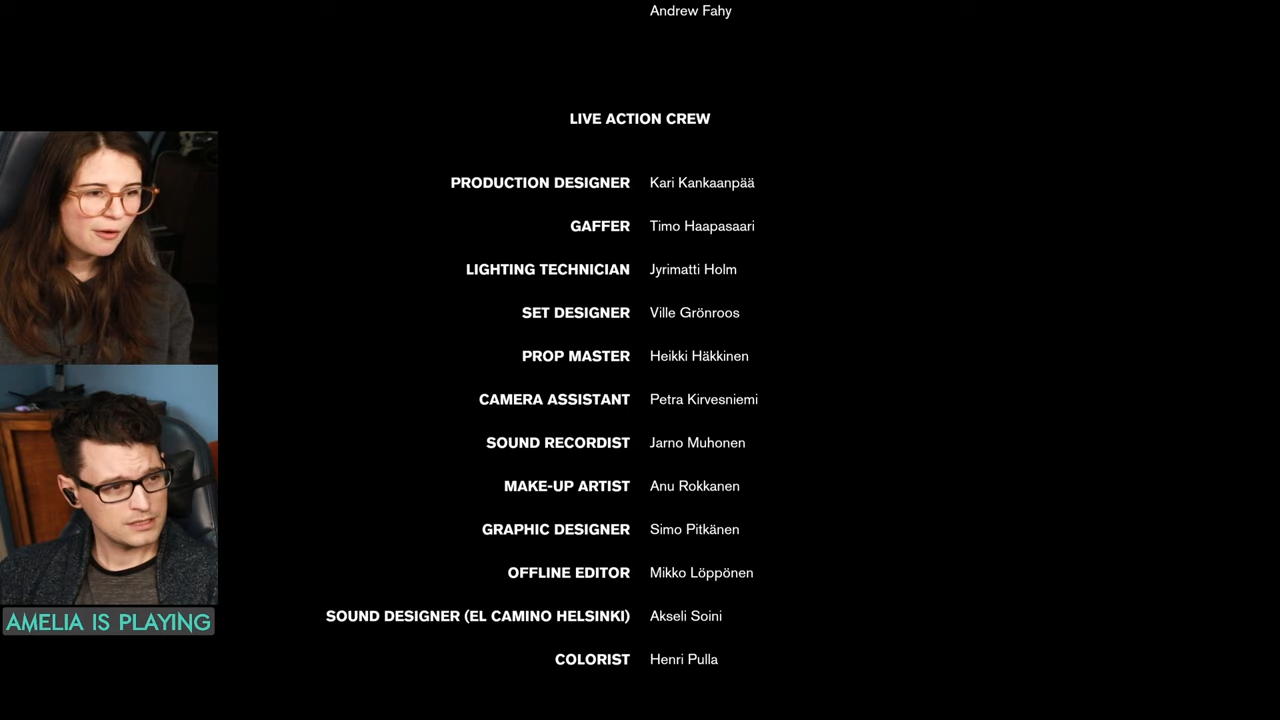 Andrew Fahy
LIVE ACTION CREW
PRODUCTION DESIGNER Kari Kankaanpää
GAFFER Timo Haapasaari
LIGHTING TECHNICIAN Jyrimatti Holm
SET DESIGNER Ville Grönroos
PROP MASTER Heikki Häkkinen
CAMERA ASSISTANT Petra Kirvesniemi
SOUND RECORDIST Jarno Muhonen
MAKE-UP ARTIST Anu Rokkanen
GRAPHIC DESIGNER Simo Pitkänen
OFFLINE EDITOR Mikko Löppönen
SOUND DESIGNER (EL CAMINO HELSINKI) Akseli Soini
COLORIST Henri Pulla
AMELIA IS PLAYING